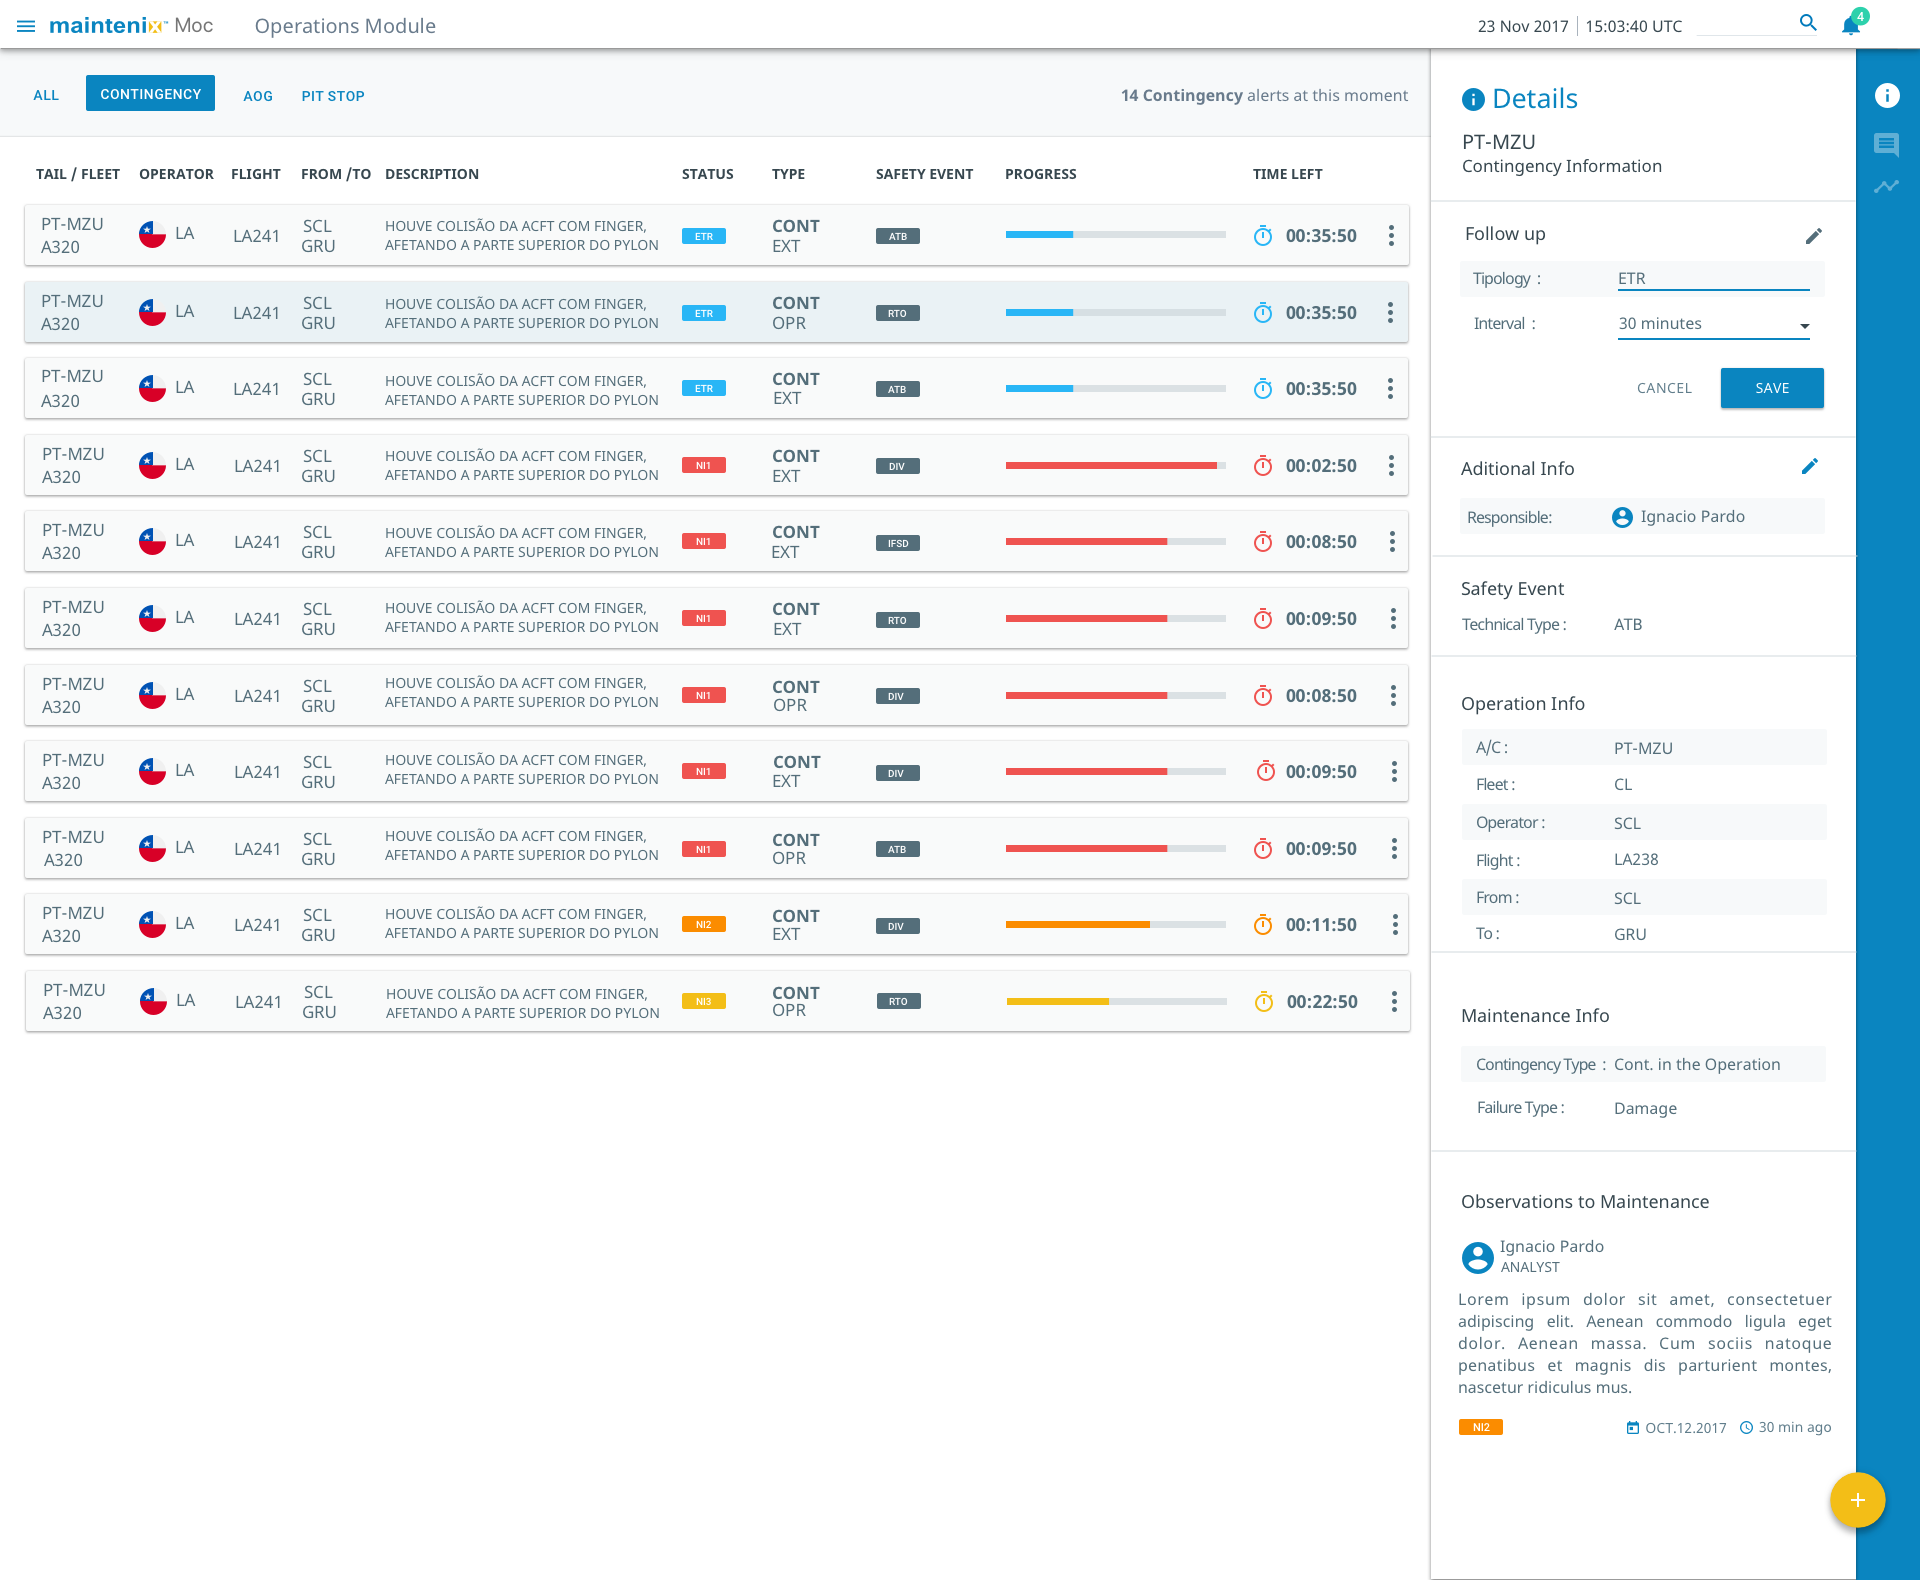 maintenix™ Moc
Operations Module
23 Nov 2017 | 15:03:40 UTC
4
ALL
CONTINGENCY
AOG
PIT STOP
14 Contingency alerts at this moment
TAIL / FLEET OPERATOR FLIGHT FROM /TO DESCRIPTION STATUS TYPE SAFETY EVENT PROGRESS TIME LEFT
PT-MZU LA LA241 SCL HOUVE COLISÃO DA ACFT COM FINGER, ETR CONT ATB 00:35:50
A320 GRU AFETANDO A PARTE SUPERIOR DO PYLON EXT
PT-MZU LA LA241 SCL HOUVE COLISÃO DA ACFT COM FINGER, ETR CONT RTO 00:35:50
A320 GRU AFETANDO A PARTE SUPERIOR DO PYLON OPR
PT-MZU LA LA241 SCL HOUVE COLISÃO DA ACFT COM FINGER, ETR CONT ATB 00:35:50
A320 GRU AFETANDO A PARTE SUPERIOR DO PYLON EXT
PT-MZU LA LA241 SCL HOUVE COLISÃO DA ACFT COM FINGER, NI1 CONT DIV 00:02:50
A320 GRU AFETANDO A PARTE SUPERIOR DO PYLON EXT
PT-MZU LA LA241 SCL HOUVE COLISÃO DA ACFT COM FINGER, NI1 CONT IFSD 00:08:50
A320 GRU AFETANDO A PARTE SUPERIOR DO PYLON EXT
PT-MZU LA LA241 SCL HOUVE COLISÃO DA ACFT COM FINGER, NI1 CONT RTO 00:09:50
A320 GRU AFETANDO A PARTE SUPERIOR DO PYLON EXT
PT-MZU LA LA241 SCL HOUVE COLISÃO DA ACFT COM FINGER, NI1 CONT DIV 00:08:50
A320 GRU AFETANDO A PARTE SUPERIOR DO PYLON OPR
PT-MZU LA LA241 SCL HOUVE COLISÃO DA ACFT COM FINGER, NI1 CONT DIV 00:09:50
A320 GRU AFETANDO A PARTE SUPERIOR DO PYLON EXT
PT-MZU LA LA241 SCL HOUVE COLISÃO DA ACFT COM FINGER, NI1 CONT ATB 00:09:50
A320 GRU AFETANDO A PARTE SUPERIOR DO PYLON OPR
PT-MZU LA LA241 SCL HOUVE COLISÃO DA ACFT COM FINGER, NI2 CONT DIV 00:11:50
A320 GRU AFETANDO A PARTE SUPERIOR DO PYLON EXT
PT-MZU LA LA241 SCL HOUVE COLISÃO DA ACFT COM FINGER, NI3 CONT RTO 00:22:50
A320 GRU AFETANDO A PARTE SUPERIOR DO PYLON OPR
Details
PT-MZU
Contingency Information
Follow up
Tipology : ETR
Interval : 30 minutes
CANCEL SAVE
Aditional Info
Responsible: Ignacio Pardo
Safety Event
Technical Type : ATB
Operation Info
A/C : PT-MZU
Fleet : CL
Operator : SCL
Flight : LA238
From : SCL
To : GRU
Maintenance Info
Contingency Type : Cont. in the Operation
Failure Type : Damage
Observations to Maintenance
Ignacio Pardo
ANALYST
Lorem ipsum dolor sit amet, consectetuer
adipiscing elit. Aenean commodo ligula eget
dolor. Aenean massa. Cum sociis natoque
penatibus et magnis dis parturient montes,
nascetur ridiculus mus.
NI2 OCT.12.2017 30 min ago
+